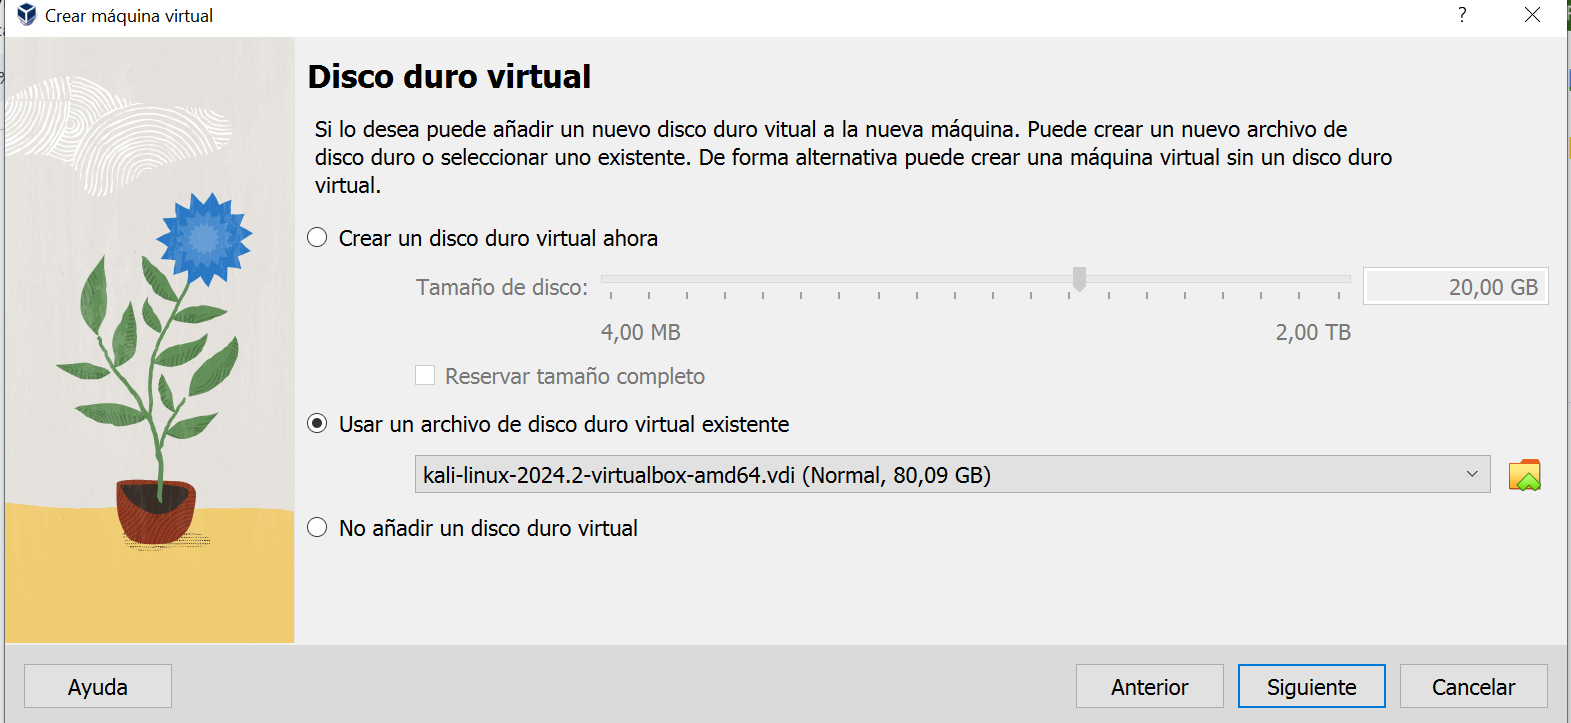 Crear máquina virtual
?
Disco duro virtual
Si lo desea puede añadir un nuevo disco duro vitual a la nueva máquina. Puede crear un nuevo archivo de
disco duro o seleccionar uno existente. De forma alternativa puede crear una máquina virtual sin un disco duro
virtual.
Crear un disco duro virtual ahora
Tamaño de disco:
20,00 GB
4,00 MB
2,00 TB
Reservar tamaño completo
Usar un archivo de disco duro virtual existente
kali-linux-2024.2-virtualbox-amd64.vdi (Normal, 80,09 GB)
No añadir un disco duro virtual
Ayuda
Anterior
Siguiente
Cancelar